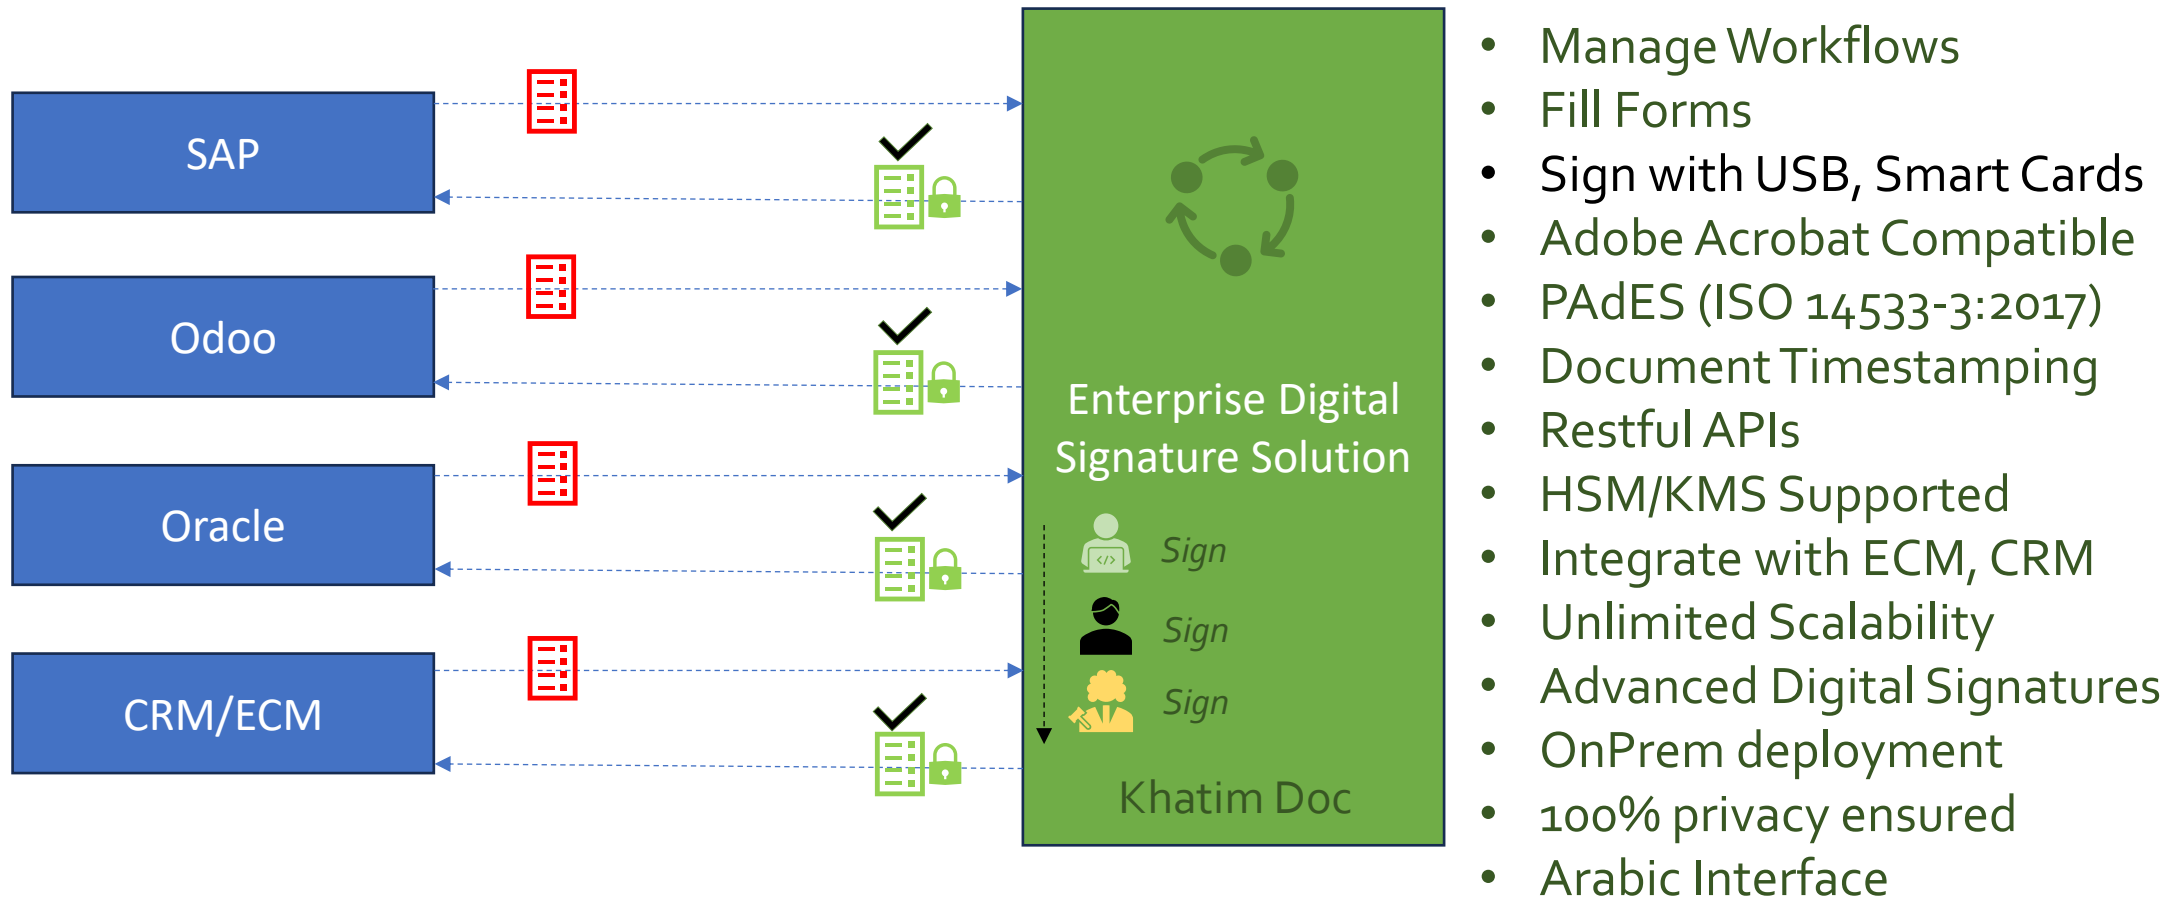 SAP
Odoo
Oracle
CRM/ECM
Enterprise Digital
Signature Solution
Sign
Sign
Sign
Khatim Doc
• Manage Workflows
• Fill Forms
• Sign with USB, Smart Cards
• Adobe Acrobat Compatible
• PAdES (ISO 14533-3:2017)
• Document Timestamping
• Restful APIs
• HSM/KMS Supported
• Integrate with ECM, CRM
• Unlimited Scalability
• Advanced Digital Signatures
• OnPrem deployment
• 100% privacy ensured
• Arabic Interface